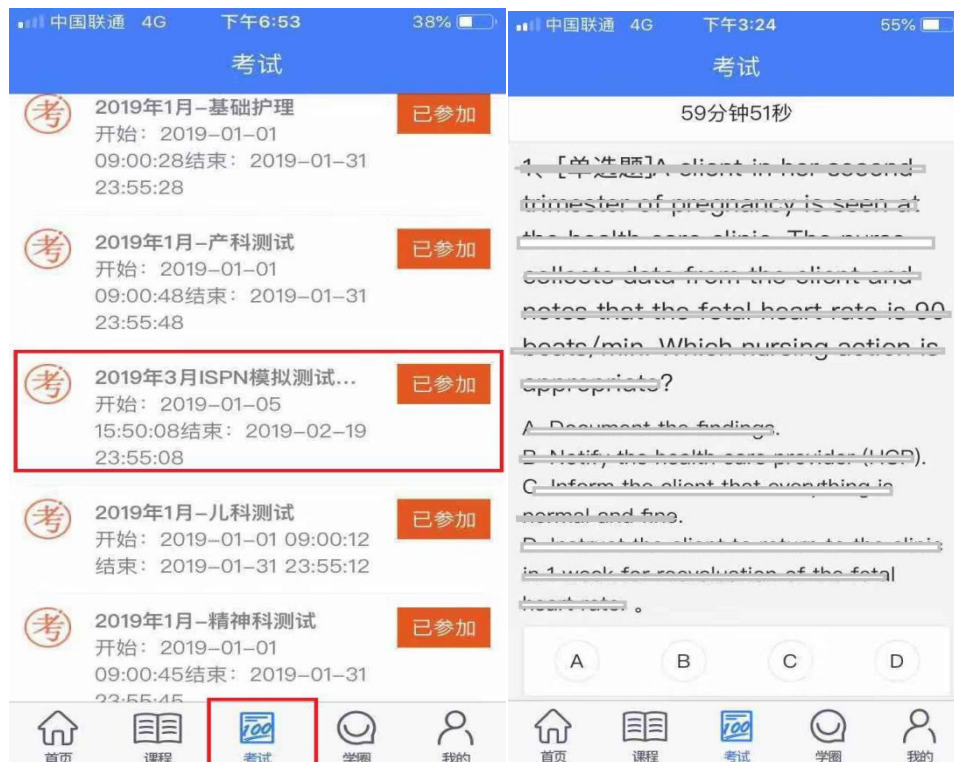 中国联通 4G 下午6:53 38%
考试
考 2019年1月-基础护理 已参加
开始：2019-01-01
09:00:28结束：2019-01-31
23:55:28
考 2019年1月-产科测试 已参加
开始：2019-01-01
09:00:48结束：2019-01-31
23:55:48
考 2019年3月ISPN模拟测试... 已参加
开始：2019-01-05
15:50:08结束：2019-02-19
23:55:08
考 2019年1月-儿科测试 已参加
开始：2019-01-01 09:00:12
结束：2019-01-31 23:55:12
考 2019年1月-精神科测试 已参加
开始：2019-01-01
09:00:45结束：2019-01-31
23:55:45
100
首页 课程 考试 学圈 我的
中国联通 4G 下午3:24 55%
考试
59分钟51秒
1、[单选题]A client in her second
trimester of pregnancy is seen at
the health care clinic. The nurse
collects data from the client and
notes that the fetal heart rate is 90
beats/min. Which nursing action is
appropriate?
A. Document the findings.
B. Notify the health care provider (HCP).
C. Inform the client that everything is
normal and fine.
D. Instruct the client to return to the clinic
in 1 week for reevaluation of the fetal
heart rate. 。
A B C D
100
首页 课程 考试 学圈 我的